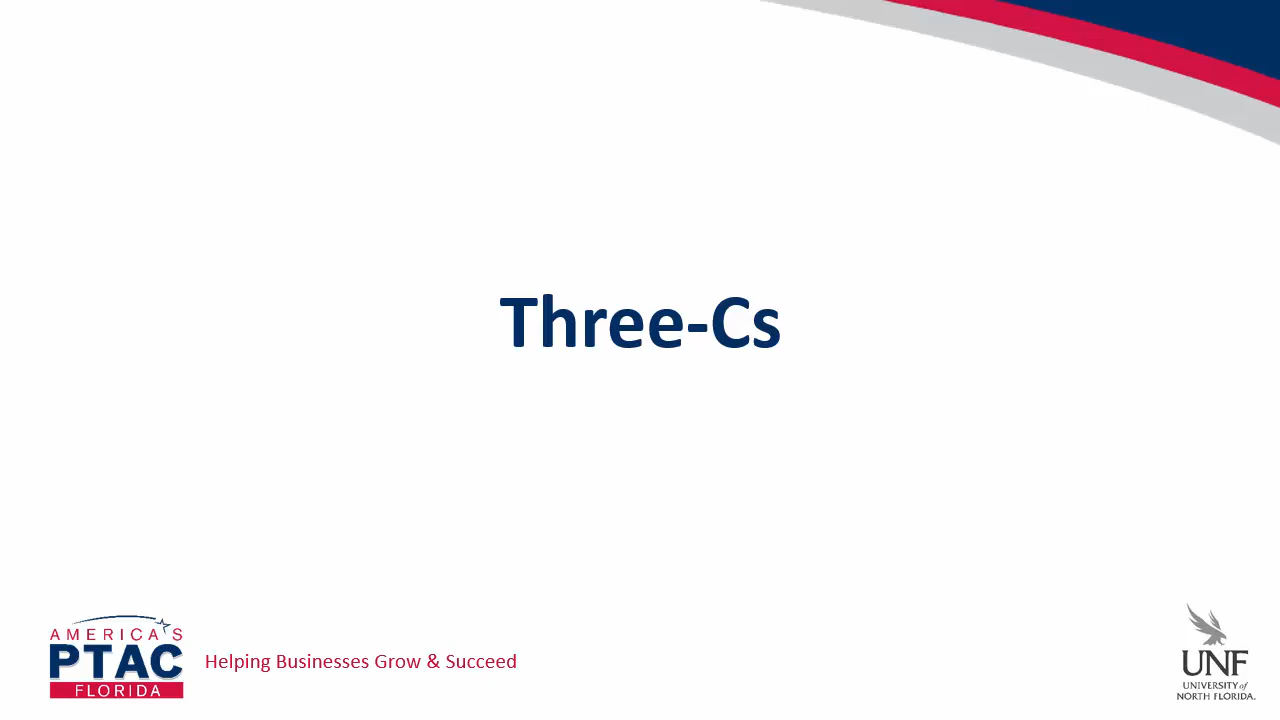 Three-Cs
AMERICA'S
PTAC
FLORIDA
Helping Businesses Grow & Succeed
UNF
UNIVERSITY of
NORTH FLORIDA.